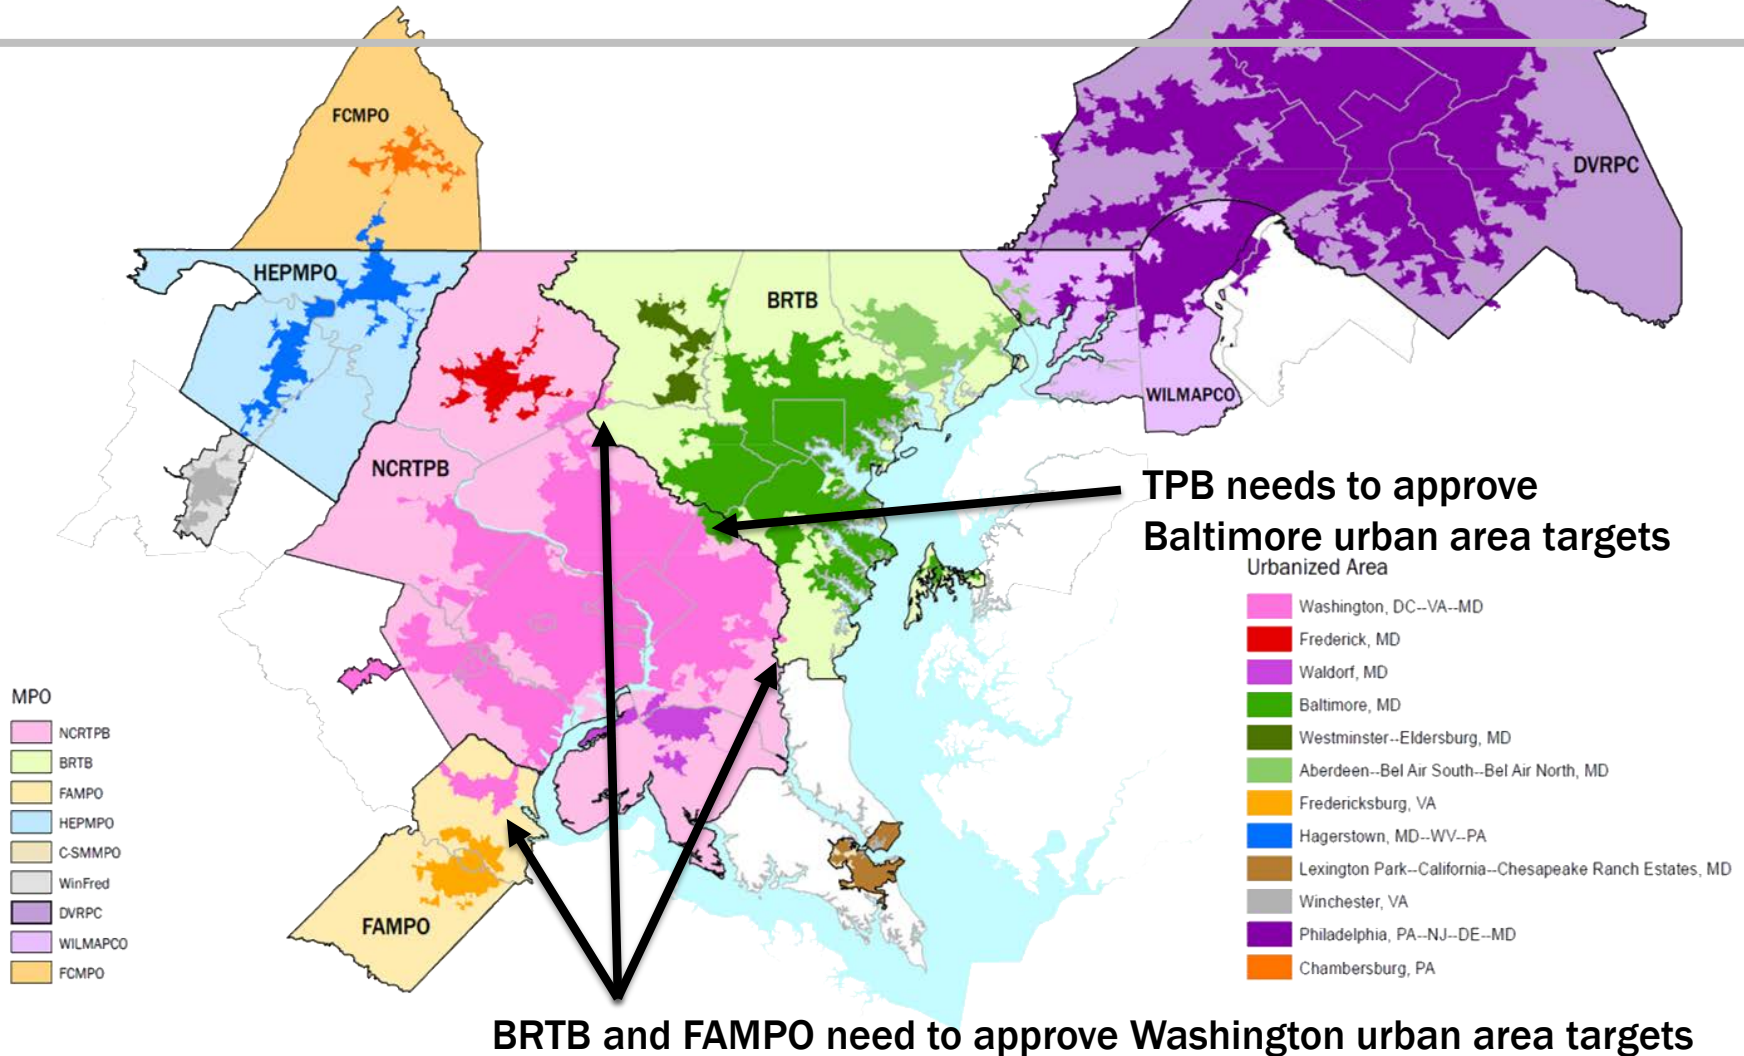 FCMPO
DVRPC
HEPMPO
BRTB
WILMAPCO
NCRTPB
TPB needs to approve
Baltimore urban area targets
Urbanized Area
Washington, DC--VA--MD
Frederick, MD
Waldorf, MD
Baltimore, MD
Westminster--Eldersburg, MD
Aberdeen--Bel Air South--Bel Air North, MD
Fredericksburg, VA
Hagerstown, MD--WV--PA
Lexington Park--California--Chesapeake Ranch Estates, MD
Winchester, VA
Philadelphia, PA--NJ--DE--MD
Chambersburg, PA
MPO
NCRTPB
BRTB
FAMPO
HEPMPO
C-SMMPO
WinFred
DVRPC
WILMAPCO
FCMPO
FAMPO
BRTB and FAMPO need to approve Washington urban area targets